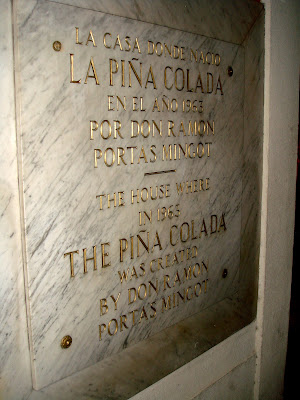 LA CASA DONDE NACIÓ
LA PIÑA COLADA
EN EL AÑO 1963
POR DON RAMON
PORTAS MINGOT
THE HOUSE WHERE
IN 1963
THE PIÑA COLADA
WAS CREATED
BY DON RAMON
PORTAS MINGOT